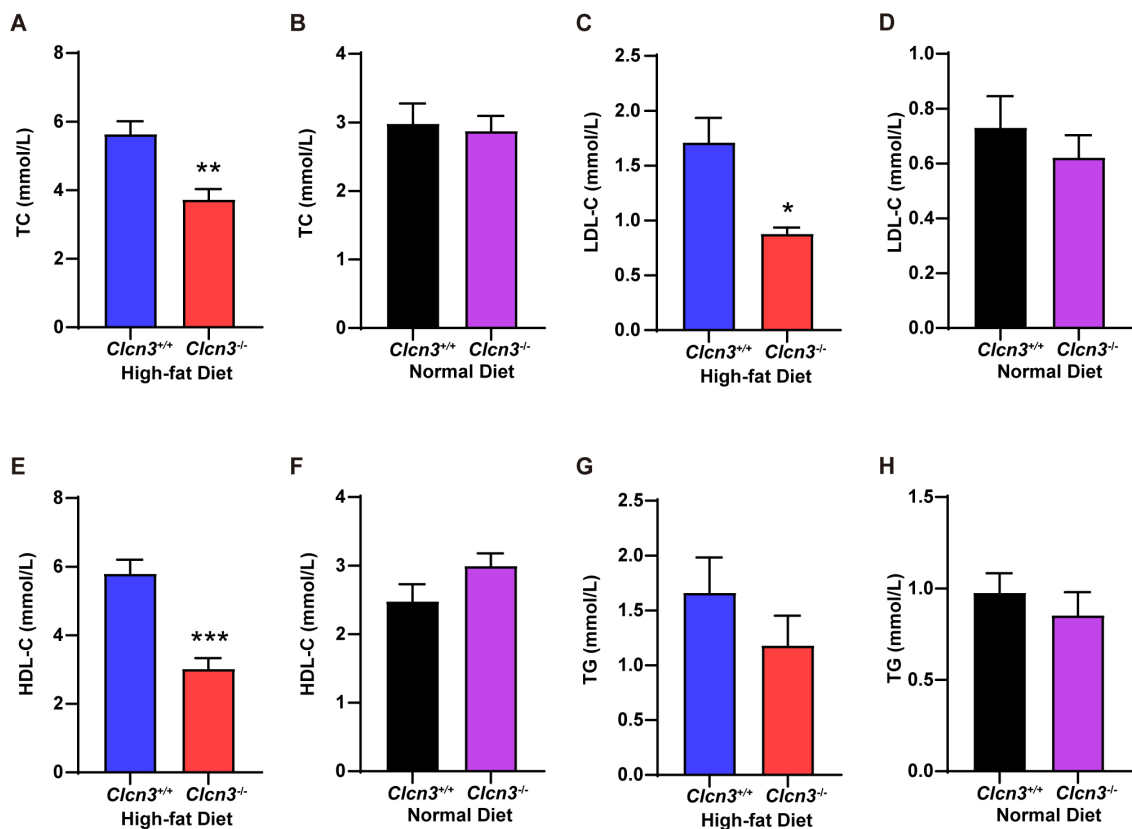 A
TC (mmol/L)
8
6
4
2
0
**
Clcn3+/+ Clcn3-/-
High-fat Diet
B
TC (mmol/L)
4
3
2
1
0
Clcn3+/+ Clcn3-/-
Normal Diet
C
LDL-C (mmol/L)
2.5
2.0
1.5
1.0
0.5
0.0
*
Clcn3+/+ Clcn3-/-
High-fat Diet
D
LDL-C (mmol/L)
1.0
0.8
0.6
0.4
0.2
0.0
Clcn3+/+ Clcn3-/-
Normal Diet
E
HDL-C (mmol/L)
8
6
4
2
0
***
Clcn3+/+ Clcn3-/-
High-fat Diet
F
HDL-C (mmol/L)
4
3
2
1
0
Clcn3+/+ Clcn3-/-
Normal Diet
G
TG (mmol/L)
2.5
2.0
1.5
1.0
0.5
0.0
Clcn3+/+ Clcn3-/-
High-fat Diet
H
TG (mmol/L)
1.5
1.0
0.5
0.0
Clcn3+/+ Clcn3-/-
Normal Diet